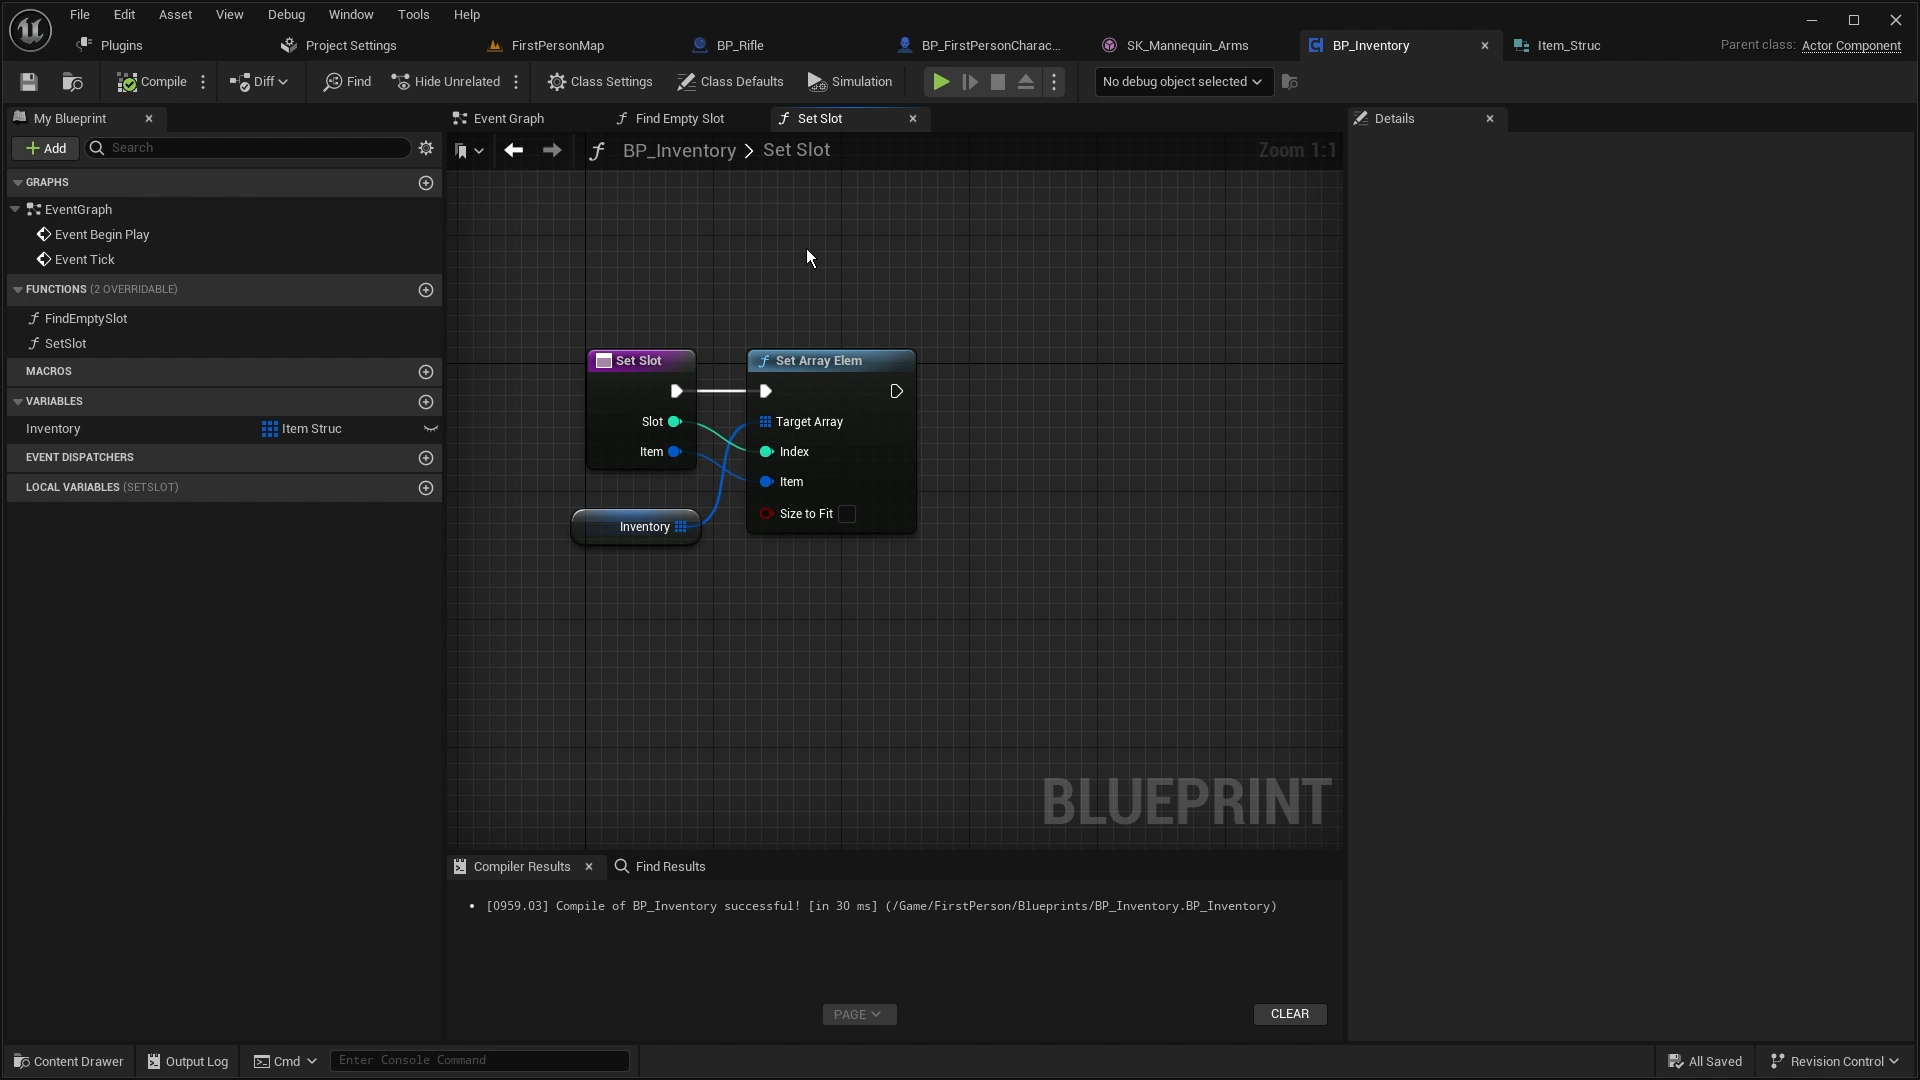 File Edit Asset View Debug Window Tools Help
Plugins Project Settings FirstPersonMap BP_Rifle BP_FirstPersonCharac... SK_Mannequin_Arms BP_Inventory Item_Struc Parent class: Actor Component
Compile Diff Find Hide Unrelated Class Settings Class Defaults Simulation No debug object selected
My Blueprint
Event Graph Find Empty Slot Set Slot
Details
Add Search
BP_Inventory > Set Slot Zoom 1:1
GRAPHS
EventGraph
Event Begin Play
Event Tick
FUNCTIONS (2 OVERRIDABLE)
FindEmptySlot
SetSlot
MACROS
VARIABLES
Inventory Item Struc
EVENT DISPATCHERS
LOCAL VARIABLES (SETSLOT)
Set Slot
Slot
Item
Inventory
Set Array Elem
Target Array
Index
Item
Size to Fit
BLUEPRINT
Compiler Results Find Results
[0959.03] Compile of BP_Inventory successful! [in 30 ms] (/Game/FirstPerson/Blueprints/BP_Inventory.BP_Inventory)
PAGE CLEAR
Content Drawer Output Log Cmd Enter Console Command All Saved Revision Control